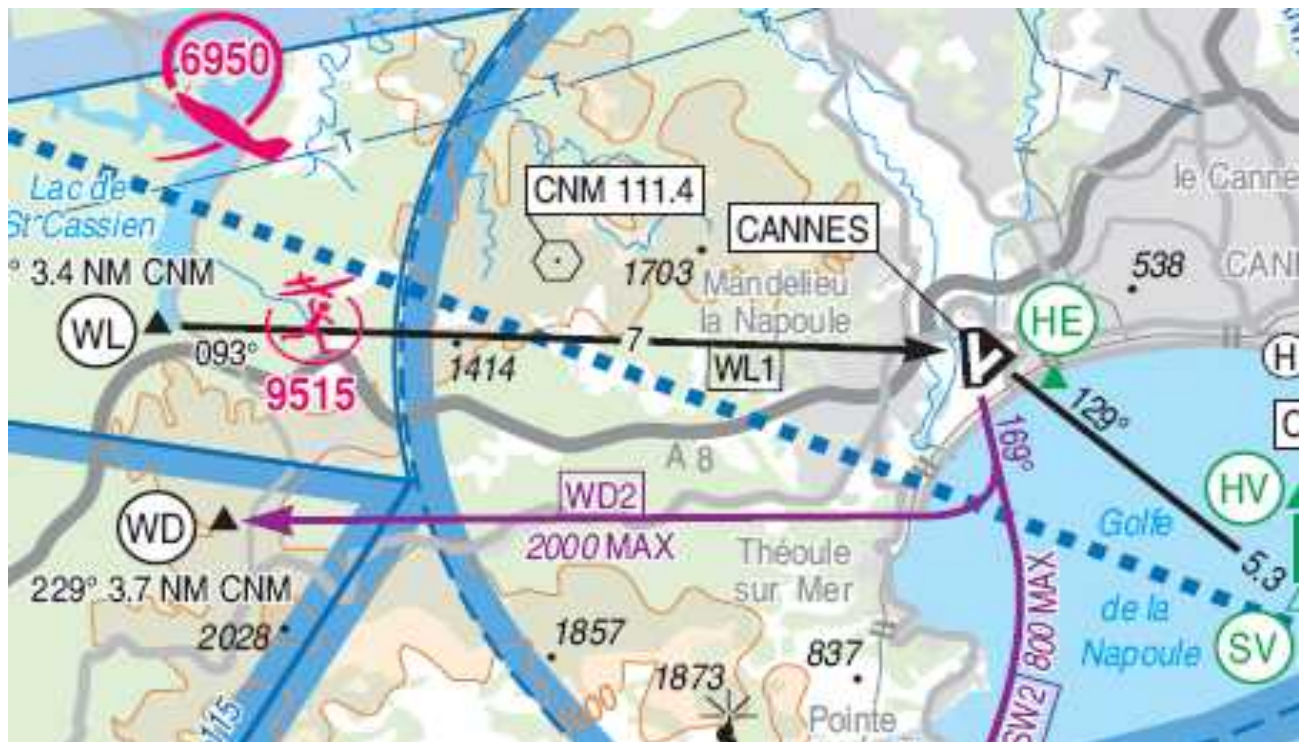 6950
T
T
T
Lac de
St Cassien
° 3.4 NM CNM
WL
093°
9515
CNM 111.4
1703
CANNES
Mandelieu
la Napoule
7
WL1
1414
A 8
le Canne
538
CAN
HE
H
129°
169°
HV
5.3
SV
Golfe
de la
Napoule
WD
WD2
2000 MAX
229° 3.7 NM CNM
2028
Théoule
sur Mer
1857
1873
837
Pointe
SW2 800 MAX
115